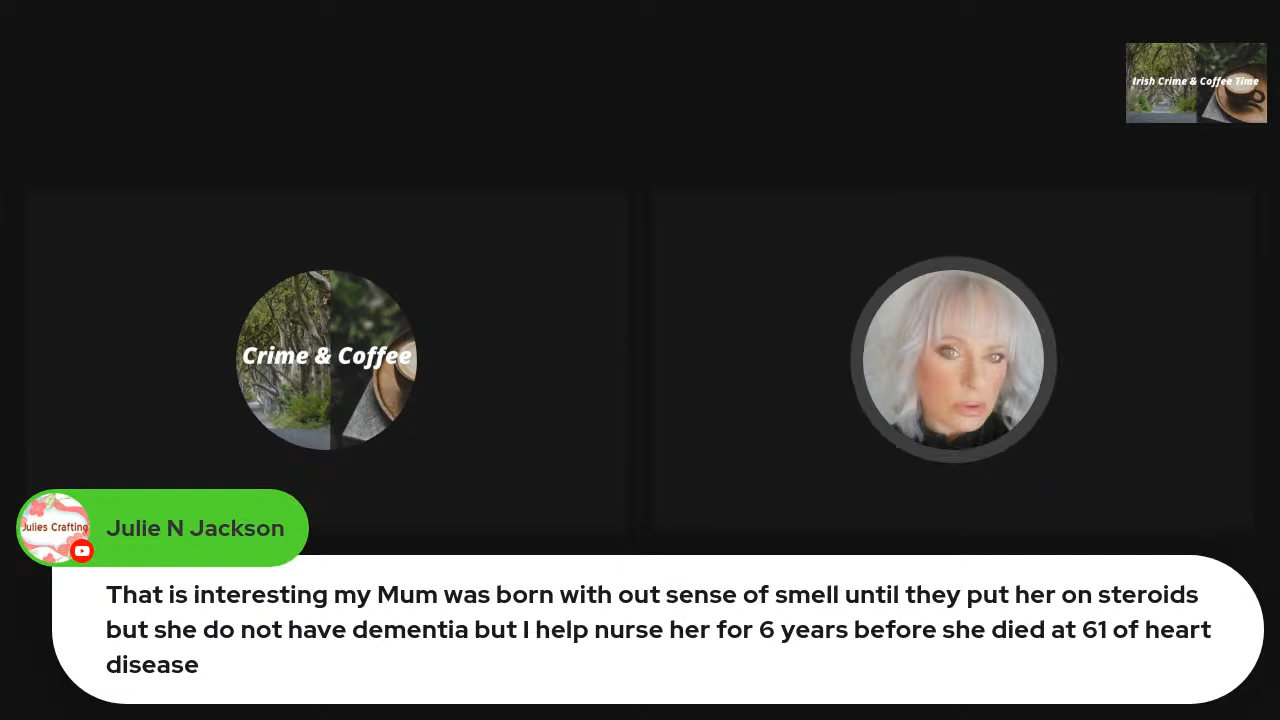 Irish Crime & Coffee Time
Crime & Coffee
Julies Crafting
Julie N Jackson
That is interesting my Mum was born with out sense of smell until they put her on steroids
but she do not have dementia but I help nurse her for 6 years before she died at 61 of heart
disease